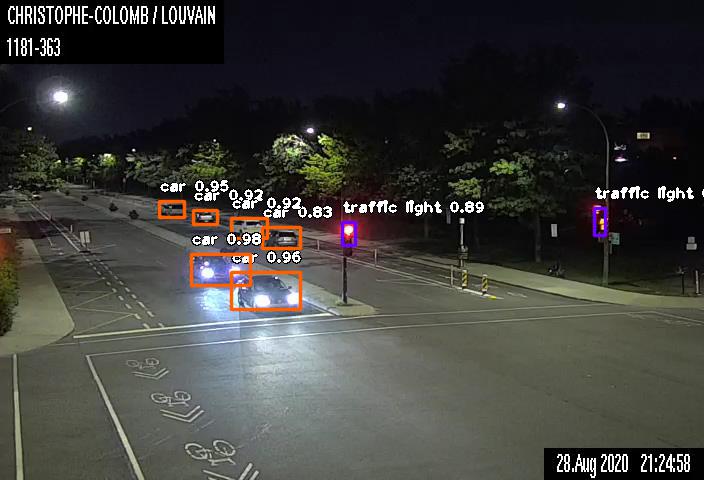 CHRISTOPHE-COLOMB / LOUVAIN
1181-363
car 0.95
car 0.92
car 0.92
car 0.83
traffic light 0.89
traffic light
car 0.98
car 0.96
28.Aug 2020 21:24:58